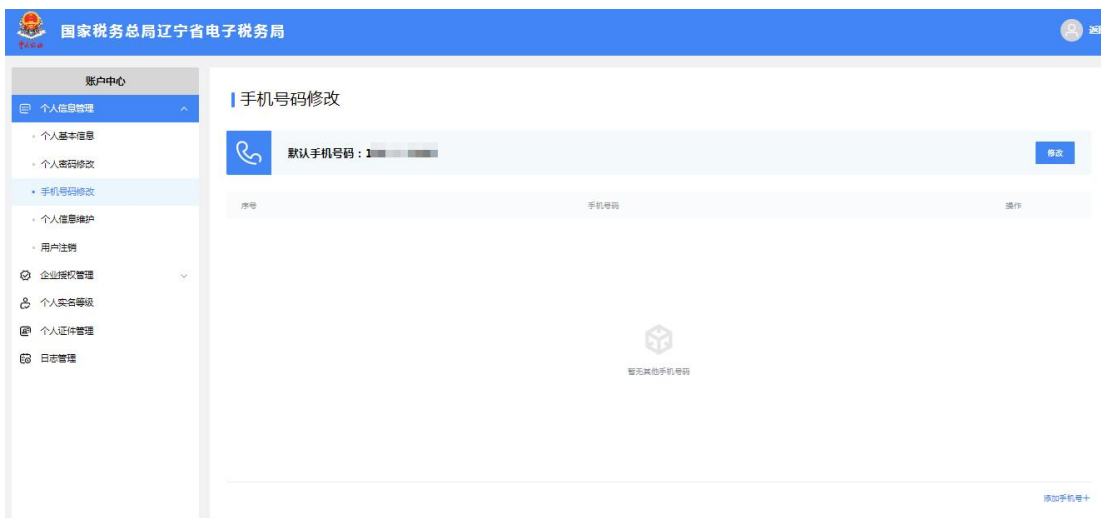 国家税务总局辽宁省电子税务局
账户中心
个人信息管理
个人基本信息
个人密码修改
手机号码修改
个人信息维护
用户注销
企业授权管理
个人实名等级
个人证件管理
日志管理
手机号码修改
默认手机号码：1
修改
序号 手机号码 操作
暂无其他手机号码
添加手机号+